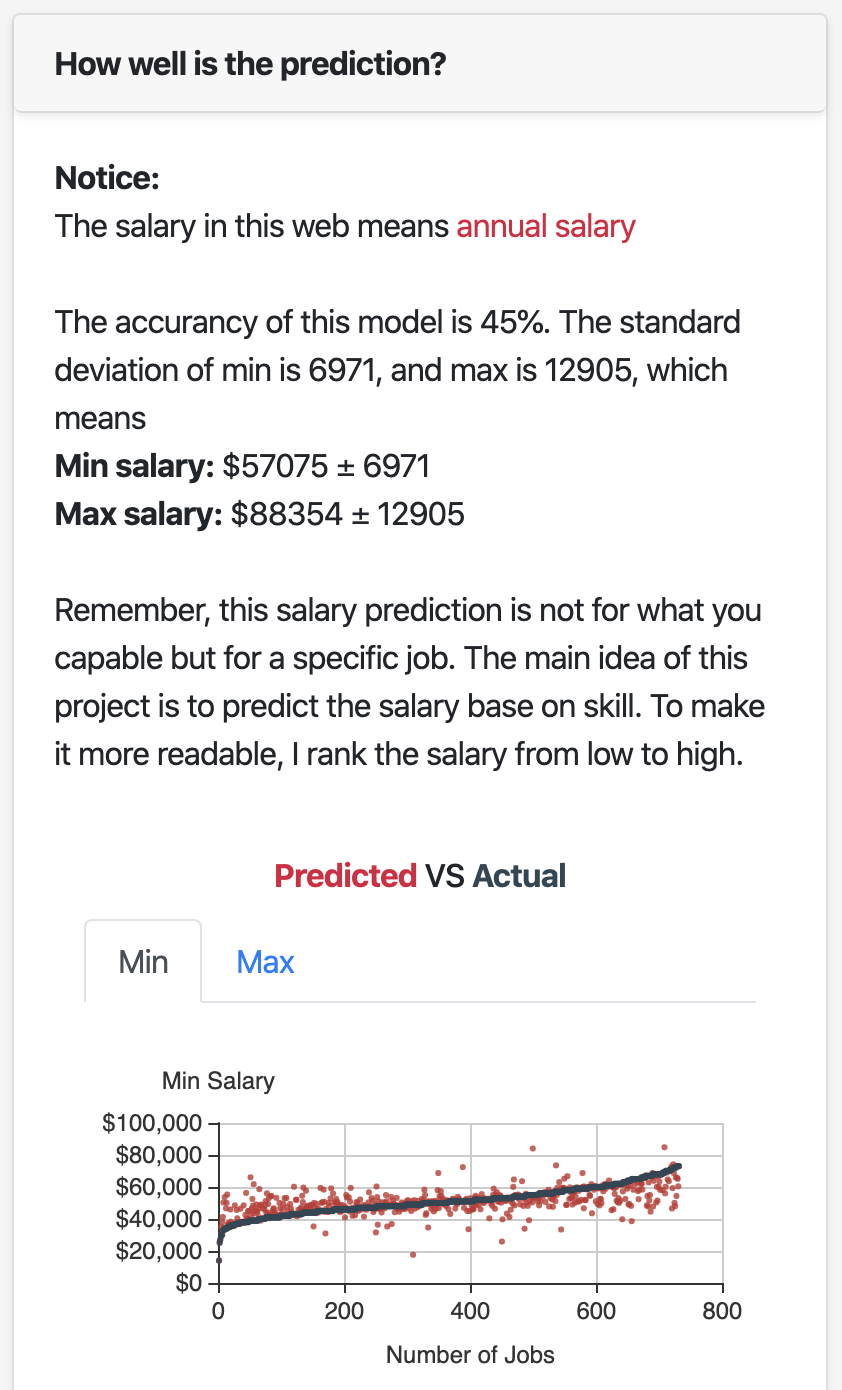 How well is the prediction?
Notice:
The salary in this web means annual salary
The accurancy of this model is 45%. The standard
deviation of min is 6971, and max is 12905, which
means
Min salary: $57075 ± 6971
Max salary: $88354 ± 12905
Remember, this salary prediction is not for what you
capable but for a specific job. The main idea of this
project is to predict the salary base on skill. To make
it more readable, I rank the salary from low to high.
Predicted VS Actual
Min Max
Min Salary
$100,000
$80,000
$60,000
$40,000
$20,000
$0
0 200 400 600 800
Number of Jobs